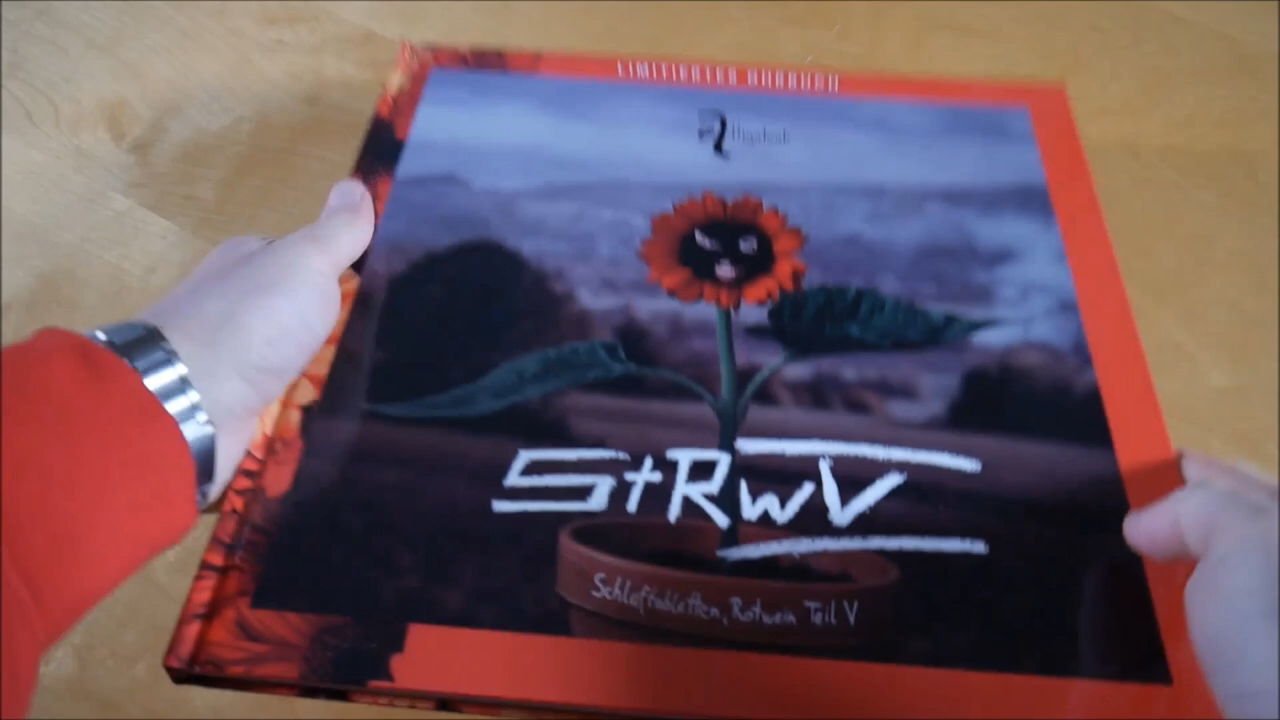 LIMITIERTES HÖRBUCH
StRwV
Schlaftabletten, Rotwein Teil V